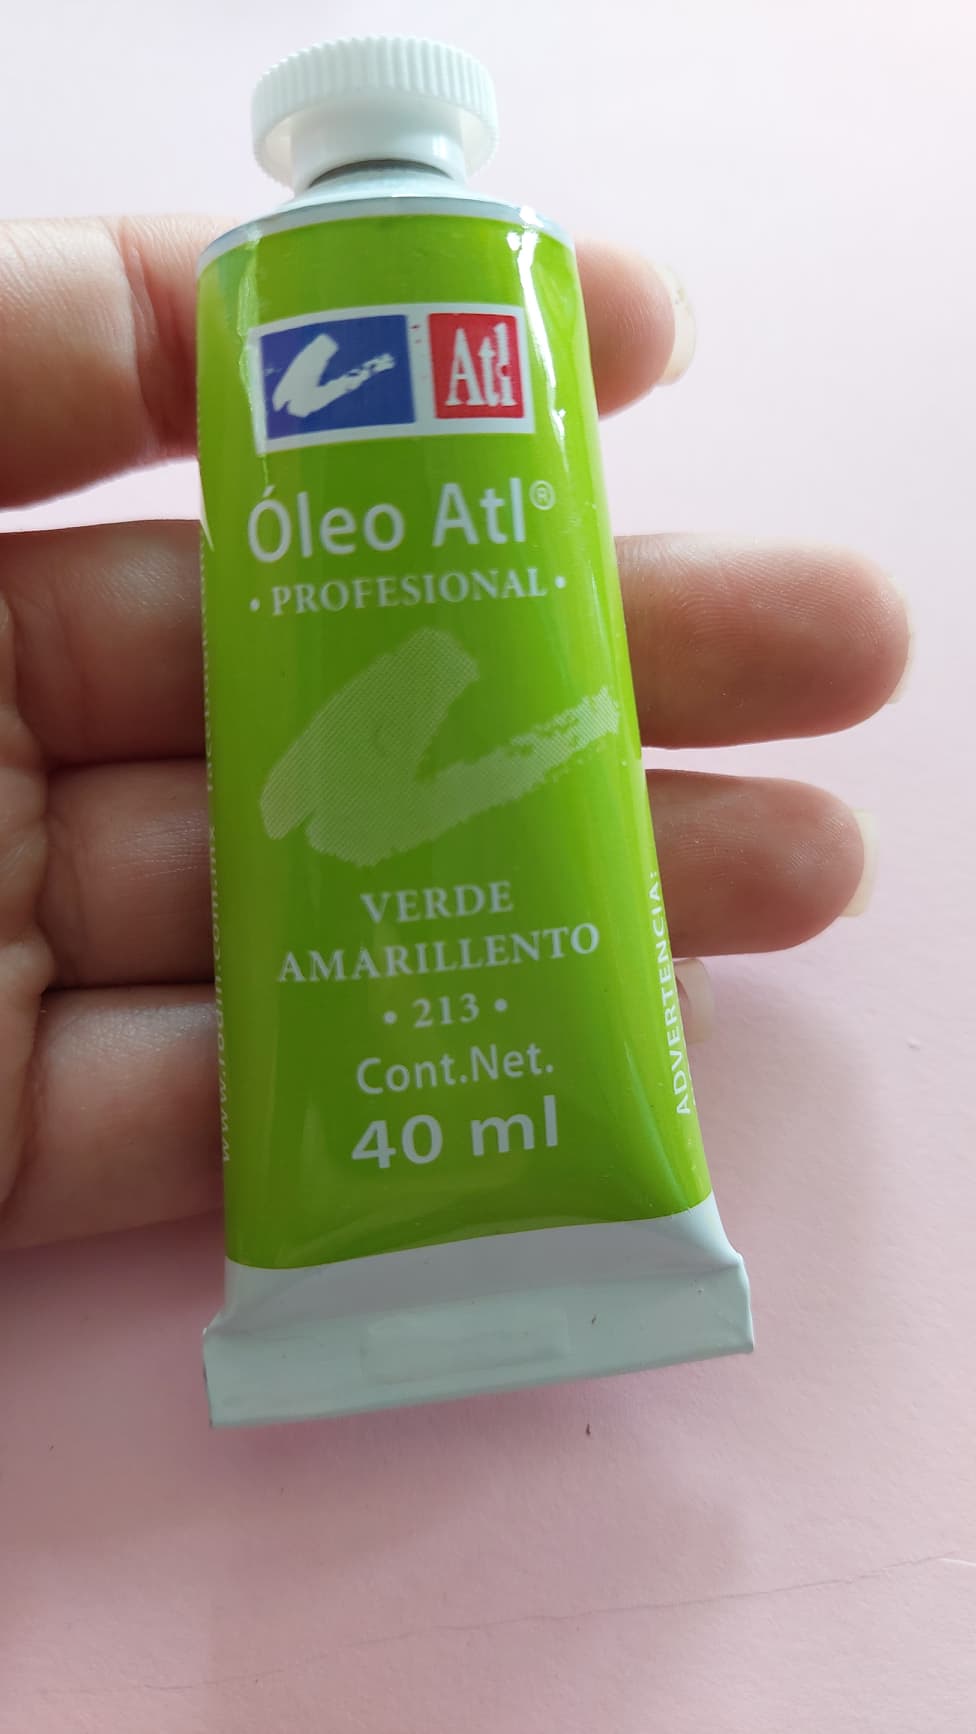 Atl
Óleo Atl®
• PROFESIONAL •
VERDE
AMARILLENTO
• 213 •
Cont.Net.
40 ml
ADVERTENCIA: